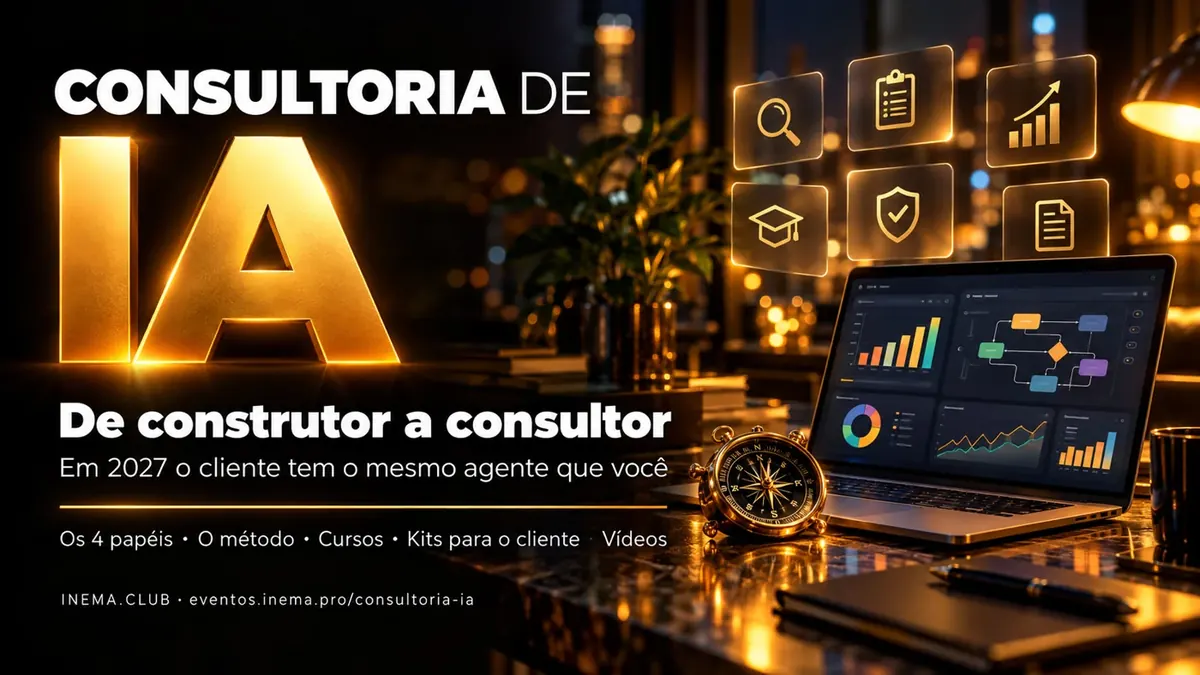 CONSULTORIA DE
IA
De construtor a consultor
Em 2027 o cliente tem o mesmo agente que você
Os 4 papéis • O método • Cursos • Kits para o cliente · Vídeos
INEMA.CLUB • eventos.inema.pro/consultoria-ia